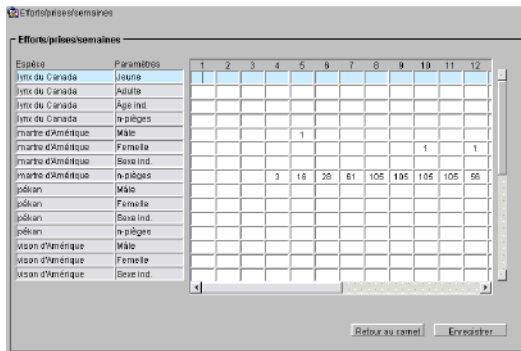 Efforts/prises/semaines
Efforts/prises/semaines
Espèce Paramètres 1 2 3 4 5 6 7 8 9 10 11 12
lynx du Canada Jeune
lynx du Canada Adulte
lynx du Canada Âge ind.
lynx du Canada n-pièges
martre d'Amérique Mâle 1
martre d'Amérique Femelle 1 1
martre d'Amérique Sexe ind.
martre d'Amérique n-pièges 3 16 28 61 105 105 105 105 56
pékan Mâle
pékan Femelle
pékan Sexe ind.
pékan n-pièges
vison d'Amérique Mâle
vison d'Amérique Femelle
vison d'Amérique Sexe ind.
Retour au carnet Enregistrer